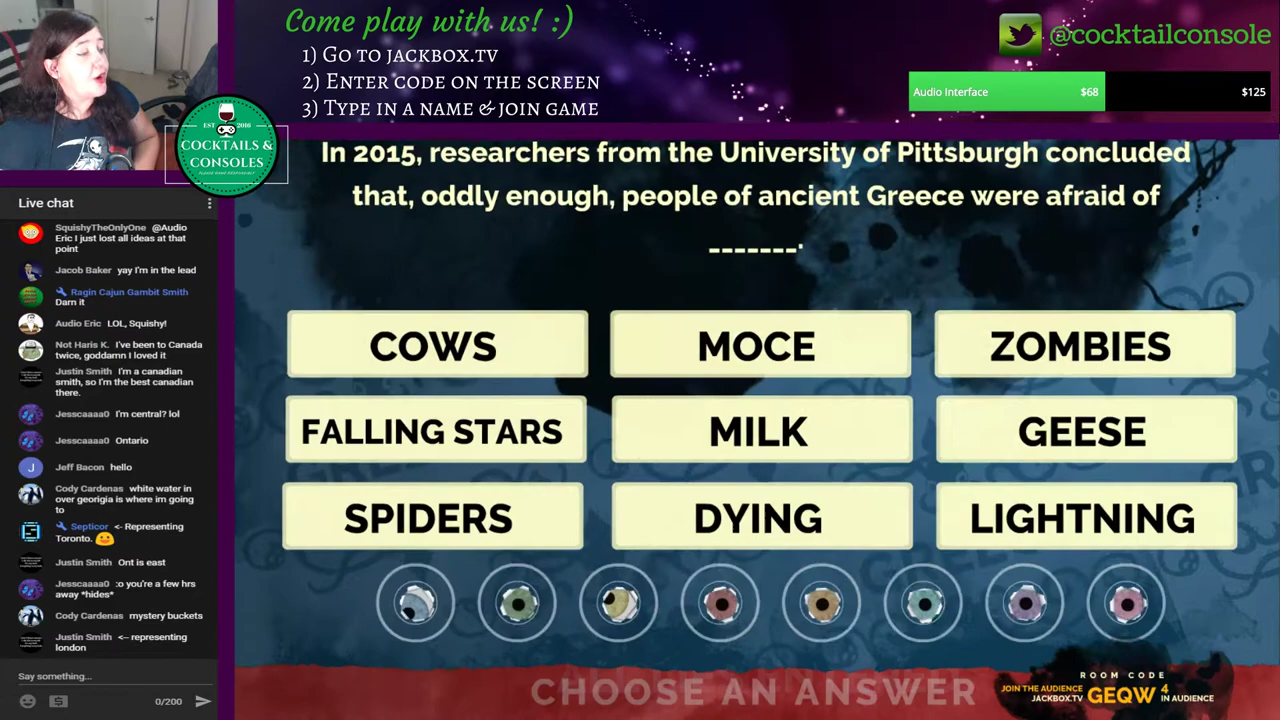 Come play with us! :)
1) Go to jackbox.tv
2) Enter code on the screen
3) Type in a name & join game
@cocktailconsole
Audio Interface $68 $125
EST 2010
COCKTAILS &
CONSOLES
PLEASE GAME RESPONSIBLY
In 2015, researchers from the University of Pittsburgh concluded
that, oddly enough, people of ancient Greece were afraid of
_______.
COWS
MOCE
ZOMBIES
FALLING STARS
MILK
GEESE
SPIDERS
DYING
LIGHTNING
CHOOSE AN ANSWER
ROOM CODE
JOIN THE AUDIENCE
JACKBOX.TV
GEQW
4
IN AUDIENCE
Live chat
SquishyTheOnlyOne @Audio
Eric I just lost all ideas at that
point
Jacob Baker yay I'm in the lead
Ragin Cajun Gambit Smith
Darn it
Audio Eric LOL, Squishy!
Not Haris K. I've been to Canada
twice, goddamn I loved it
Justin Smith I'm a canadian
smith, so I'm the best canadian
there.
Jesscaaaa0 I'm central? lol
Jesscaaaa0 Ontario
Jeff Bacon hello
Cody Cardenas white water in
over georigia is where im going
to
Septicor <- Representing
Toronto. 😛
Justin Smith Ont is east
Jesscaaaa0 :o you're a few hrs
away *hides*
Cody Cardenas mystery buckets
Justin Smith <-- representing
london
Say something...
0/200